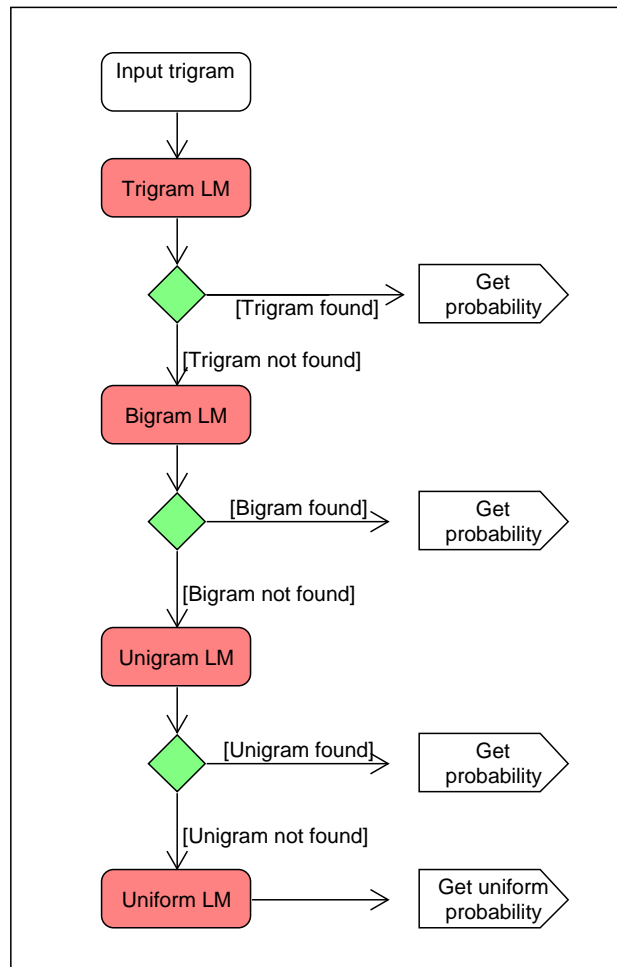 Input trigram
Trigram LM
Get
probability
[Trigram found]
[Trigram not found]
Bigram LM
[Bigram found]
Get
probability
[Bigram not found]
Unigram LM
[Unigram found]
Get
probability
[Unigram not found]
Uniform LM
Get uniform
probability